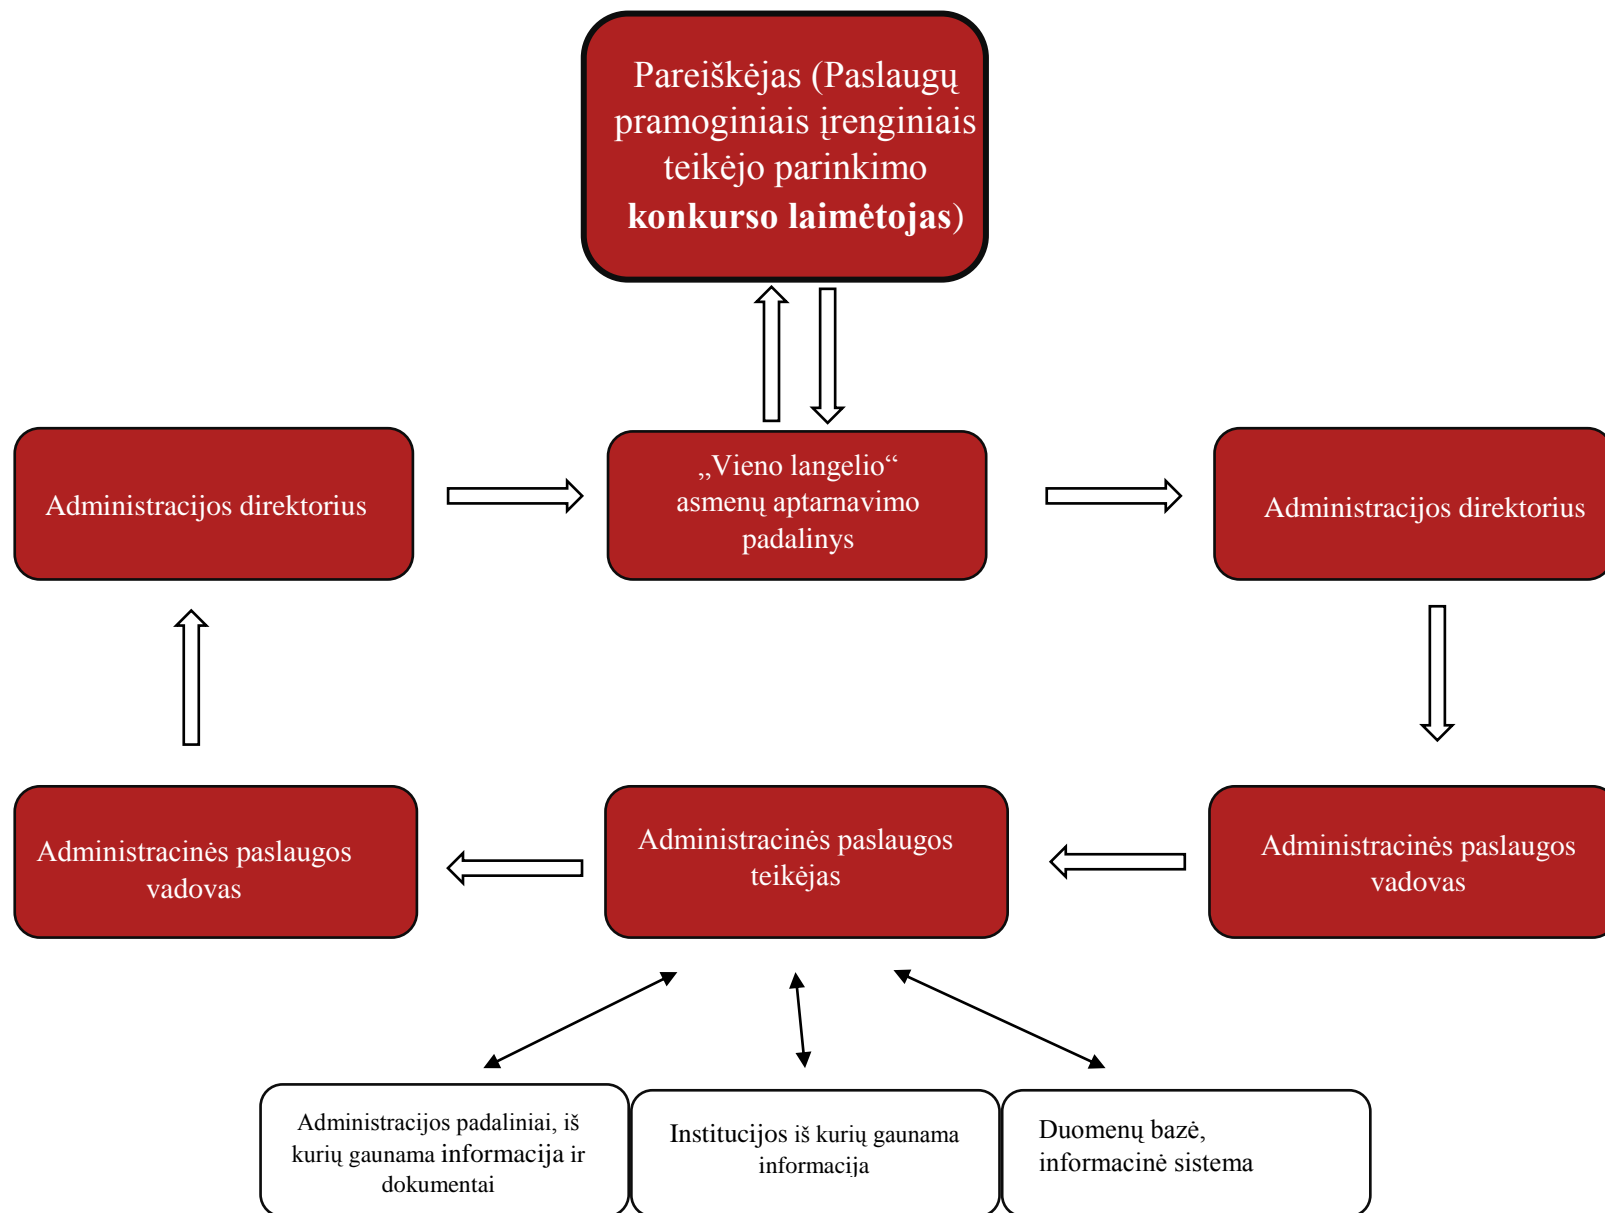 Pareiškėjas (Paslaugų
pramoginiais įrenginiais
teikėjo parinkimo
konkurso laimėtojas)
Administracijos direktorius
„Vieno langelio“
asmenų aptarnavimo
padalinys
Administracijos direktorius
Administracinės paslaugos
vadovas
Administracinės paslaugos
teikėjas
Administracinės paslaugos
vadovas
Administracijos padaliniai, iš
kurių gaunama informacija ir
dokumentai
Institucijos iš kurių gaunama
informacija
Duomenų bazė,
informacinė sistema